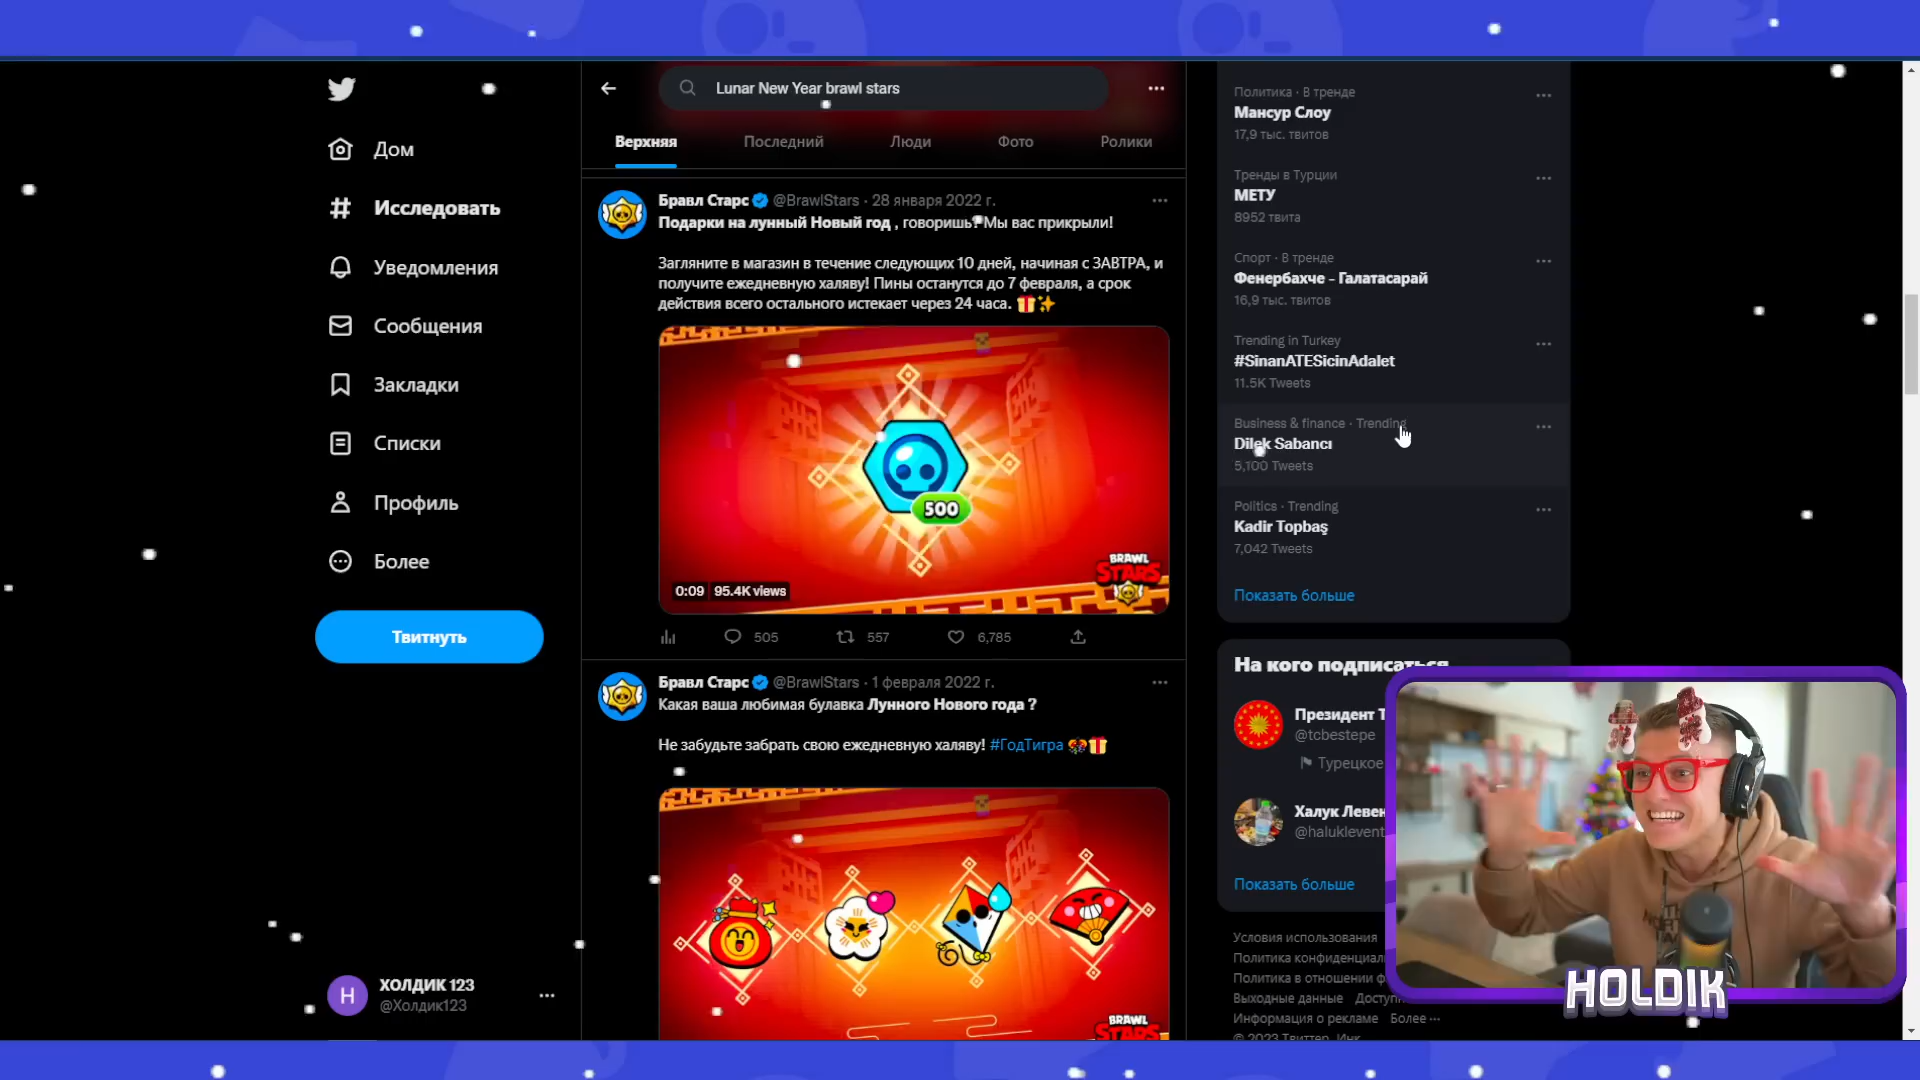 Дом
Исследовать
Уведомления
Сообщения
Закладки
Списки
Профиль
Более
Твитнуть
H
ХОЛДИК 123
@Холдик123
Lunar New Year brawl stars
Верхняя
Последний
Люди
Фото
Ролики
Бравл Старс @BrawlStars · 28 января 2022 г.
Подарки на лунный Новый год , говоришь? Мы вас прикрыли!
Загляните в магазин в течение следующих 10 дней, начиная с ЗАВТРА, и
получите ежедневную халяву! Пины останутся до 7 февраля, а срок
действия всего остального истекает через 24 часа.
500
BRAWL
STARS
0:09 95.4K views
505
557
6,785
Бравл Старс @BrawlStars · 1 февраля 2022 г.
Какая ваша любимая булавка Лунного Нового года ?
Не забудьте забрать свою ежедневную халяву! #ГодТигра
BRAWL
STARS
Политика · В тренде
Мансур Слоу
17,9 тыс. твитов
Тренды в Турции
МЕТУ
8952 твита
Спорт · В тренде
Фенербахче - Галатасарай
16,9 тыс. твитов
Trending in Turkey
#SinanATESicinAdalet
11.5K Tweets
Business & finance · Trending
Dilek Sabancı
5,100 Tweets
Politics · Trending
Kadir Topbaş
7,042 Tweets
Показать больше
На кого подписаться
Президент Т
@tcbestepe
Турецкое
Халук Левен
@haluklevent
Показать больше
Условия использования
Политика конфиденциал
Политика в отношении ф
Выходные данные Доступ
Информация о рекламе Более ···
© 2023 Твиттер, Инк.
HOLDIK